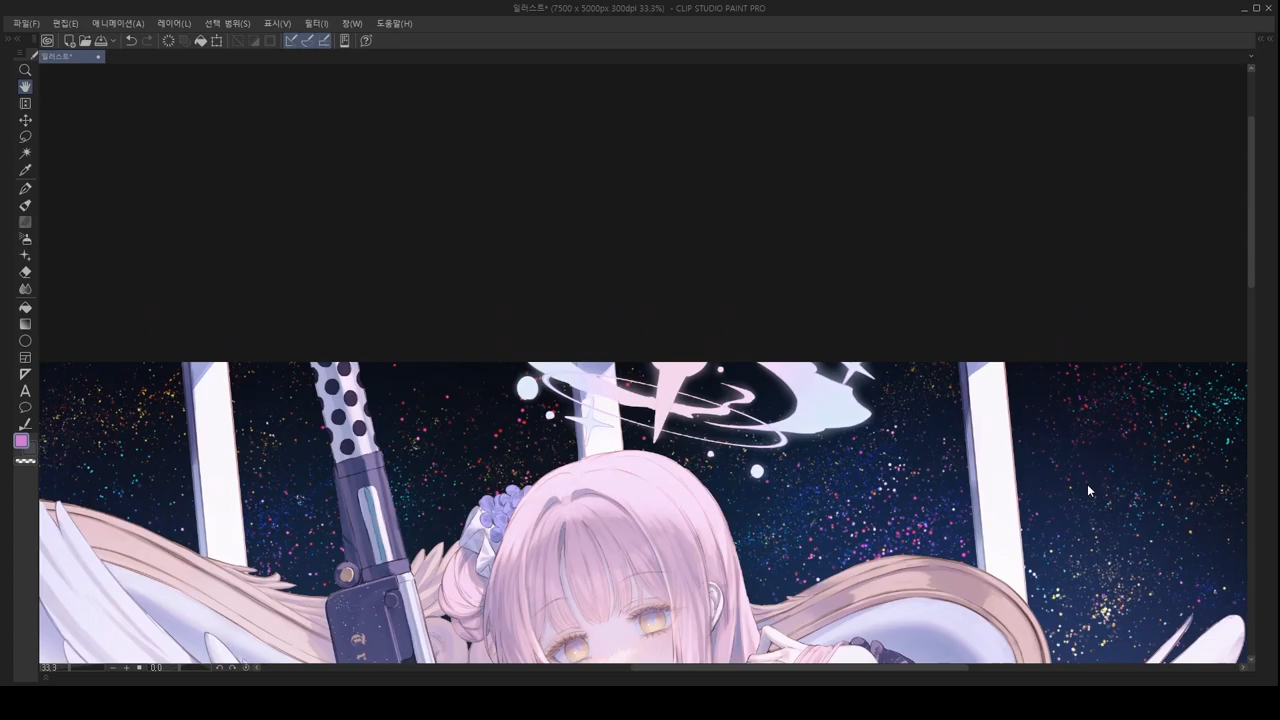 일러스트* (7500 x 5000px 300dpi 33.3%) - CLIP STUDIO PAINT PRO
파일(F) 편집(E) 애니메이션(A) 레이어(L) 선택 범위(S) 표시(V) 필터(I) 창(W) 도움말(H)
일러스트*
33.3 0.0